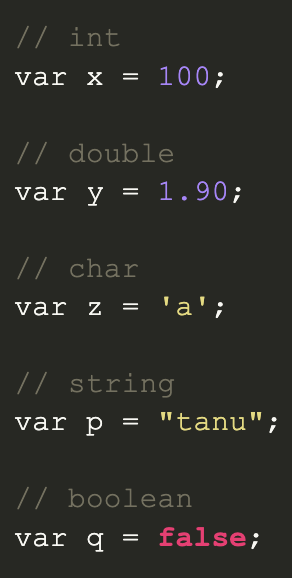 // int
var x = 100;
// double
var y = 1.90;
// char
var z = 'a';
// string
var p = "tanu";
// boolean
var q = false;